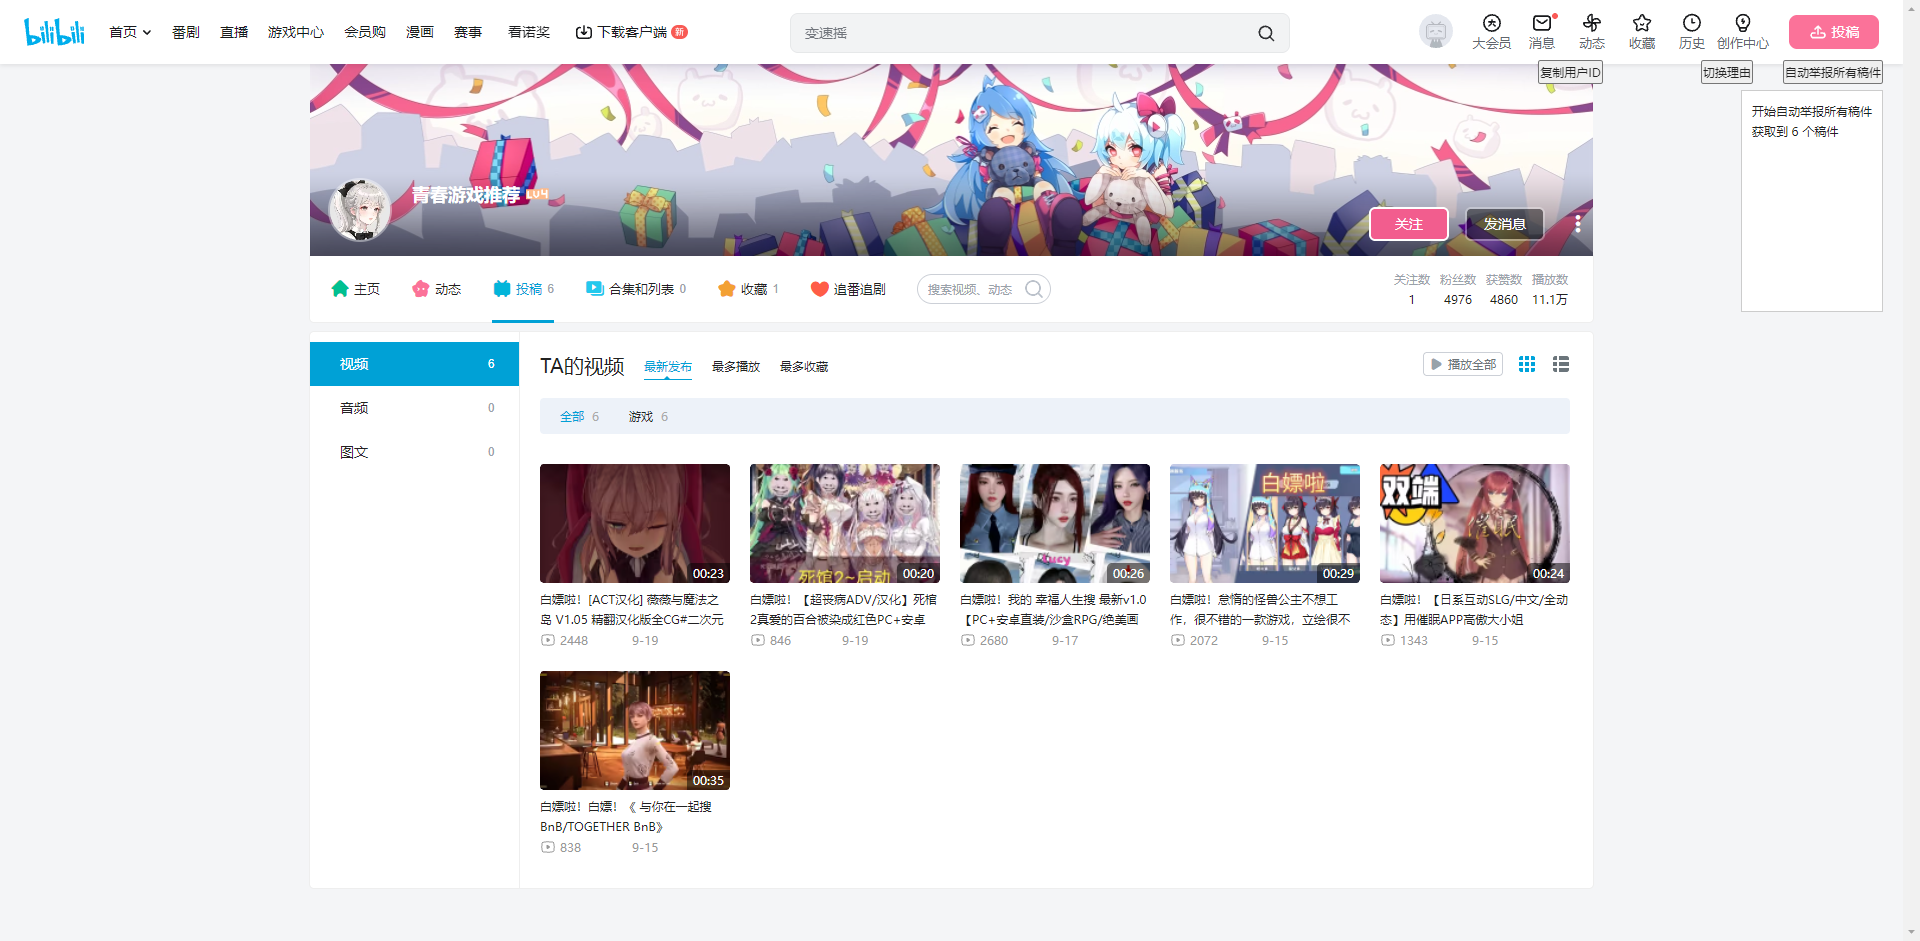 bilibili
首页
番剧
直播
游戏中心
会员购
漫画
赛事
看诺奖
下载客户端
新
变速摇
大会员
消息
动态
收藏
历史
创作中心
投稿
复制用户ID
切换理由
自动举报所有稿件
开始自动举报所有稿件
获取到 6 个稿件
青春游戏推荐 LV4
关注
发消息
主页
动态
投稿 6
合集和列表 0
收藏 1
追番追剧
搜索视频、动态
关注数 粉丝数 获赞数 播放数
1 4976 4860 11.1万
视频 6
音频 0
图文 0
TA的视频
最新发布
最多播放
最多收藏
播放全部
全部 6
游戏 6
00:23
白嫖啦！[ACT汉化] 薇薇与魔法之
岛 V1.05 精翻汉化版全CG#二次元
2448 9-19
死馆2~启动
00:20
白嫖啦！【超丧病ADV/汉化】死馆
2真爱的百合被染成红色PC+安卓
846 9-19
Lucy
00:26
白嫖啦！我的 幸福人生搜 最新v1.0
【PC+安卓直装/沙盒RPG/绝美画
2680 9-17
白嫖啦
00:29
白嫖啦！怠惰的怪兽公主不想工
作，很不错的一款游戏，立绘很不
2072 9-15
双端
催眠
00:24
白嫖啦！【日系互动SLG/中文/全动
态】用催眠APP高傲大小姐
1343 9-15
00:35
白嫖啦！白嫖！《 与你在一起搜
BnB/TOGETHER BnB》
838 9-15